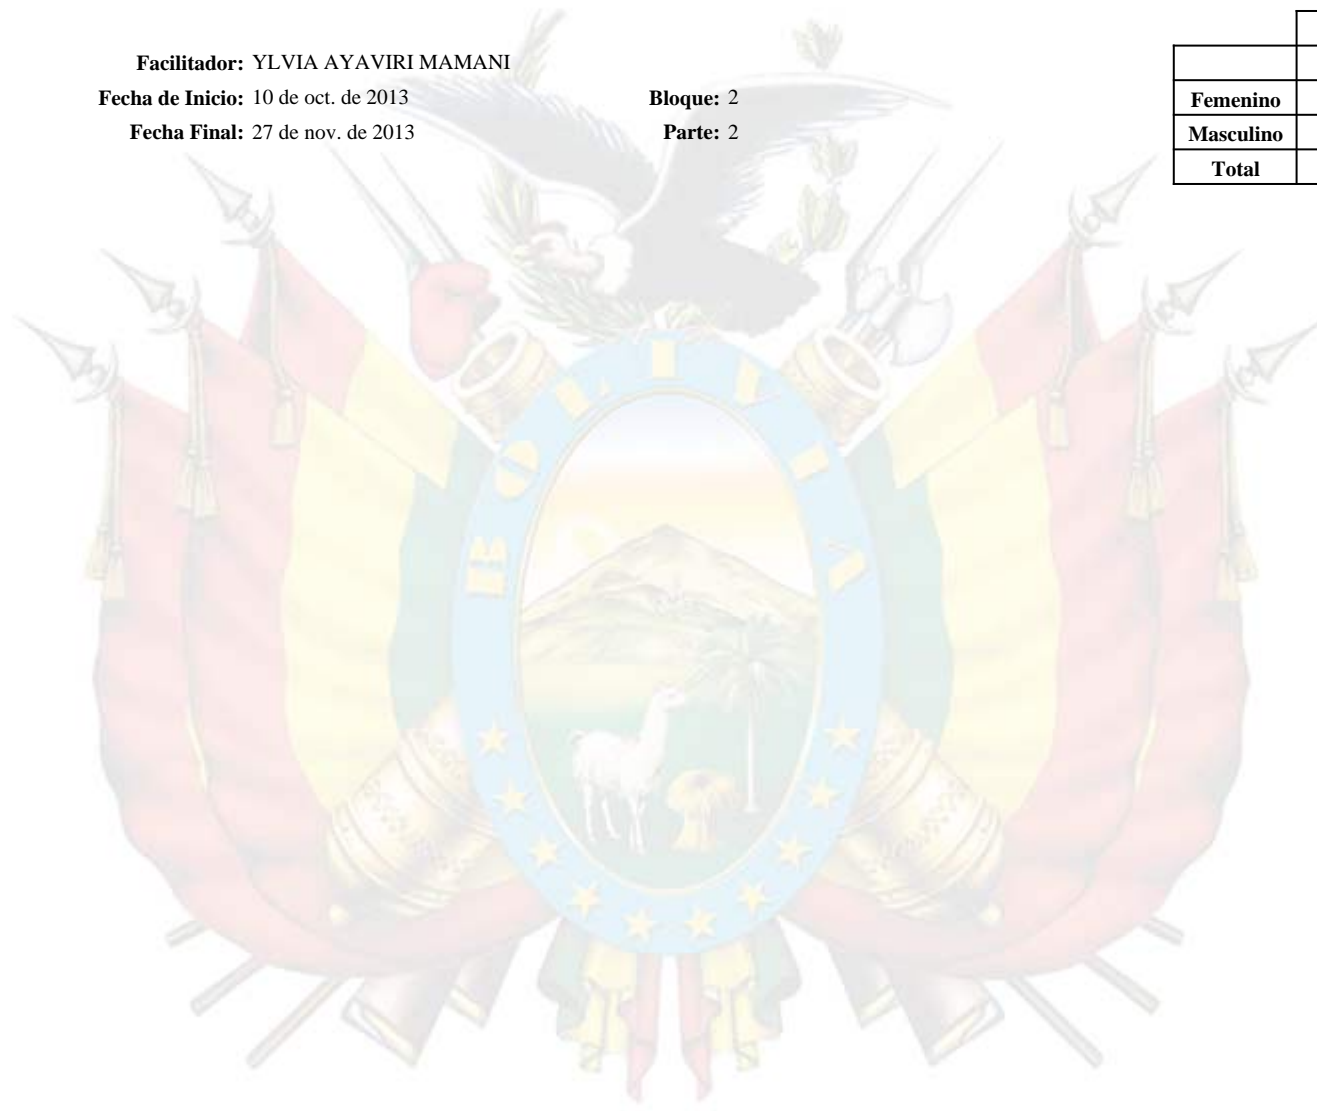 Facilitador: YLVIA AYAVIRI MAMANI
Fecha de Inicio: 10 de oct. de 2013 Bloque: 2
Fecha Final: 27 de nov. de 2013 Parte: 2
Femenino
Masculino
Total
BOLIVIA